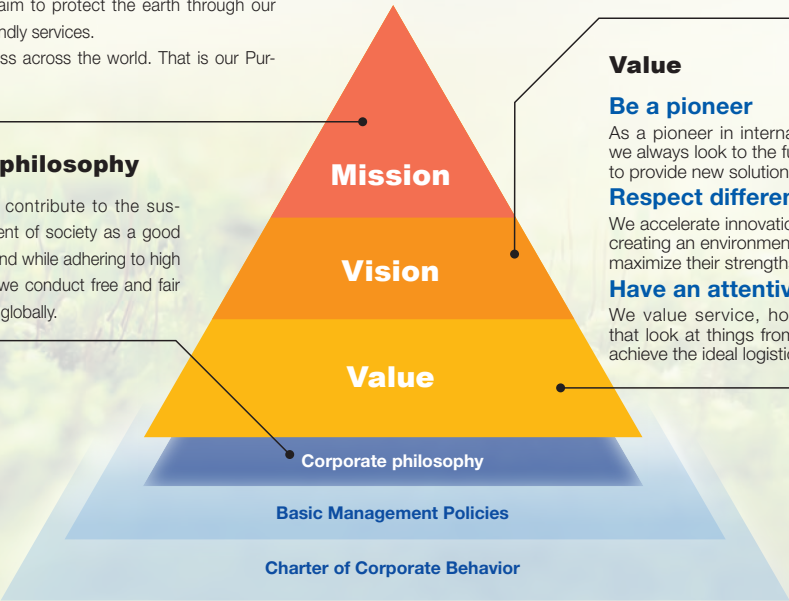 aim to protect the earth through our
ndly services.
ss across the world. That is our Pur-
philosophy
contribute to the sus-
ent of society as a good
nd while adhering to high
we conduct free and fair
globally.
Mission
Vision
Value
Corporate philosophy
Basic Management Policies
Charter of Corporate Behavior
Value
Be a pioneer
As a pioneer in interna
we always look to the fu
to provide new solution
Respect differen
We accelerate innovatio
creating an environmen
maximize their strength
Have an attentiv
We value service, ho
that look at things from
achieve the ideal logistic